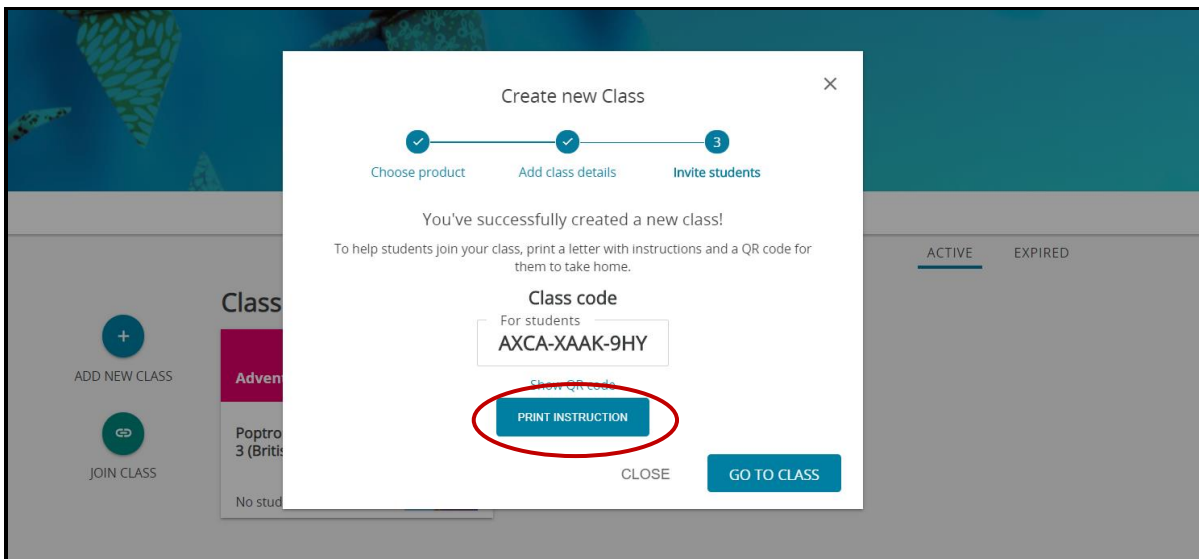 Create new Class
3
Choose product
Add class details
Invite students
You've successfully created a new class!
To help students join your class, print a letter with instructions and a QR code for
them to take home.
ACTIVE
EXPIRED
Class code
Class
For students
AXCA-XAAK-9HY
ADD NEW CLASS
Show QR code
PRINT INSTRUCTION
3 (
JOIN CLASS
CLOSE
GO TO CLASS